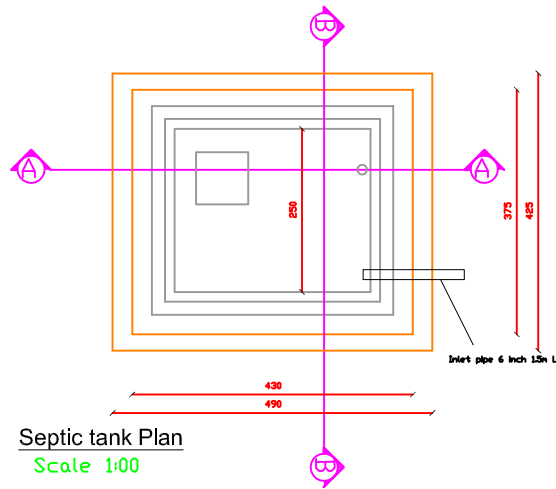 B
A
A
250
375
425
Inlet pipe 6 inch 1.5m L
430
490
Septic tank Plan
Scale 1:00
B